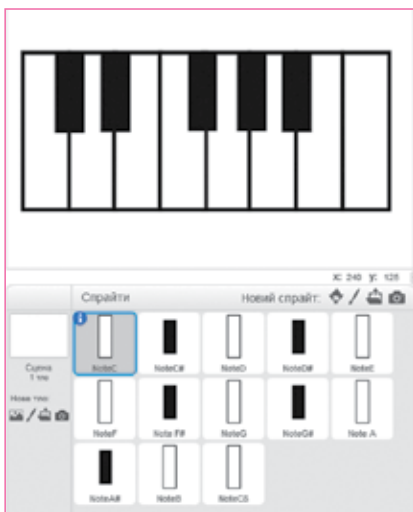 x: 240 y: 125
Спрайти Новий спрайт:
NoteC NoteC# NoteD NoteD# NoteE
Сцена
1 тло
Нове тло:
NoteF Note F# NoteG NoteG# Note A
NoteA# NoteB NoteC5